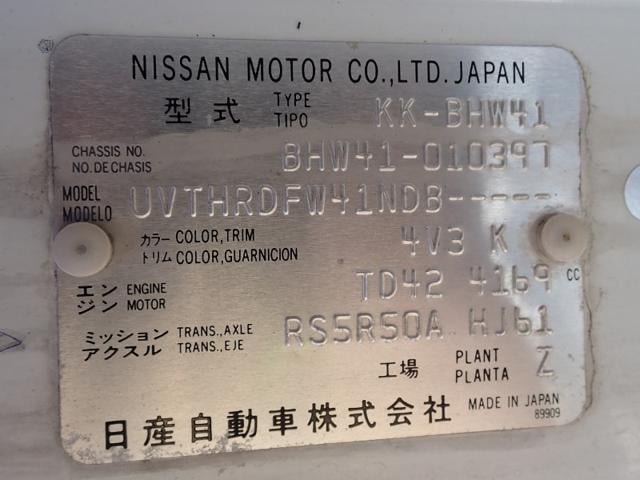 NISSAN MOTOR CO.,LTD. JAPAN
型式 TYPE TIPO KK-BHW41
CHASSIS NO. NO. DE CHASIS BHW41-010397
MODEL MODELO UVTHRDFW41NDB-----
カラー COLOR,TRIM トリム COLOR,GUARNICION 4V3 K
エンジン ENGINE MOTOR TD42 4169 CC
ミッション アクスル TRANS.,AXLE TRANS.,EJE RS5R50A HJ61
工場 PLANT PLANTA Z
日産自動車株式会社 MADE IN JAPAN
89909